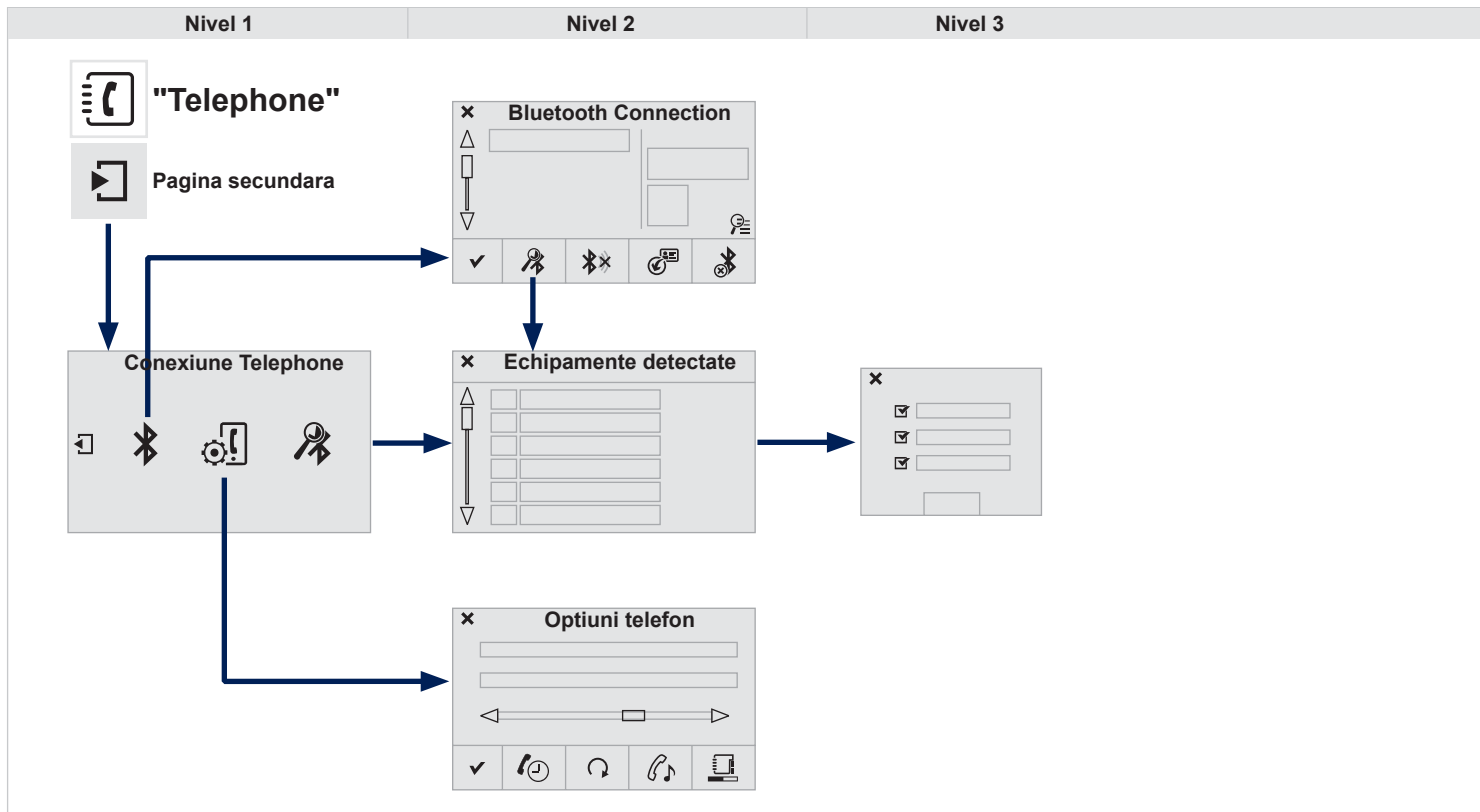 Nivel 1
Nivel 2
Nivel 3
"Telephone"
Pagina secundara
Bluetooth Connection
Conexiune Telephone
Echipamente detectate
Optiuni telefon